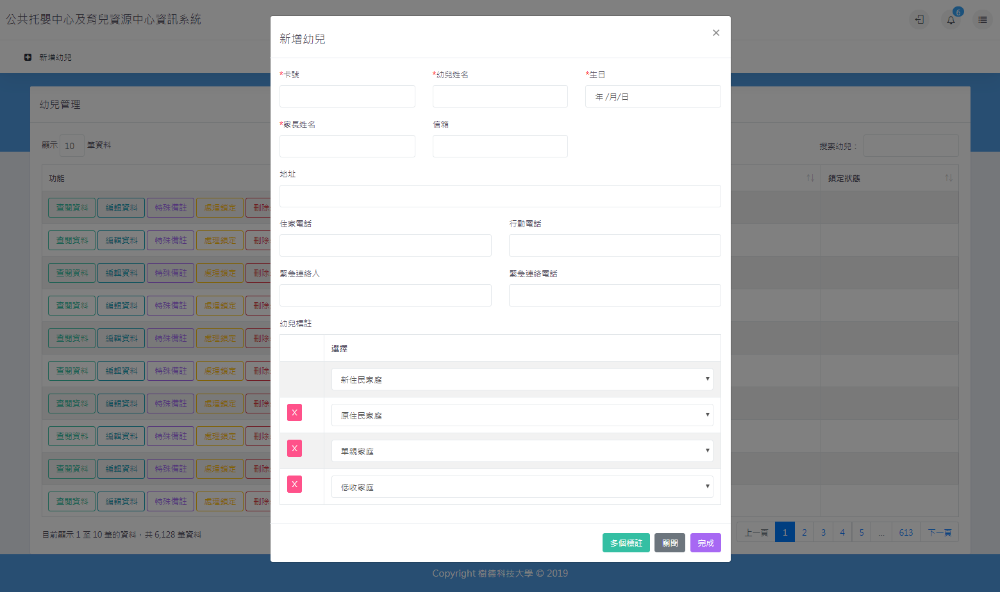 公共托嬰中心及育兒資源中心資訊系統
6
新增幼兒
幼兒管理
顯示 10 筆資料
搜索幼兒：
功能
鎖定狀態
查閱資料 編輯資料 特殊備註 處理鎖定 刪除
查閱資料 編輯資料 特殊備註 處理鎖定 刪除
查閱資料 編輯資料 特殊備註 處理鎖定 刪除
查閱資料 編輯資料 特殊備註 處理鎖定 刪除
查閱資料 編輯資料 特殊備註 處理鎖定 刪除
查閱資料 編輯資料 特殊備註 處理鎖定 刪除
查閱資料 編輯資料 特殊備註 處理鎖定 刪除
查閱資料 編輯資料 特殊備註 處理鎖定 刪除
查閱資料 編輯資料 特殊備註 處理鎖定 刪除
查閱資料 編輯資料 特殊備註 處理鎖定 刪除
目前顯示 1 至 10 筆的資料，共 6,128 筆資料
上一頁 1 2 3 4 5 ... 613 下一頁
新增幼兒 ×
*卡號 *幼兒姓名 *生日
年 /月/日
*家長姓名 信箱
地址
住家電話 行動電話
緊急連絡人 緊急連絡電話
幼兒標註
選擇
新住民家庭
X 原住民家庭
X 單親家庭
X 低收家庭
多個標註 關閉 完成
Copyright 樹德科技大學 © 2019